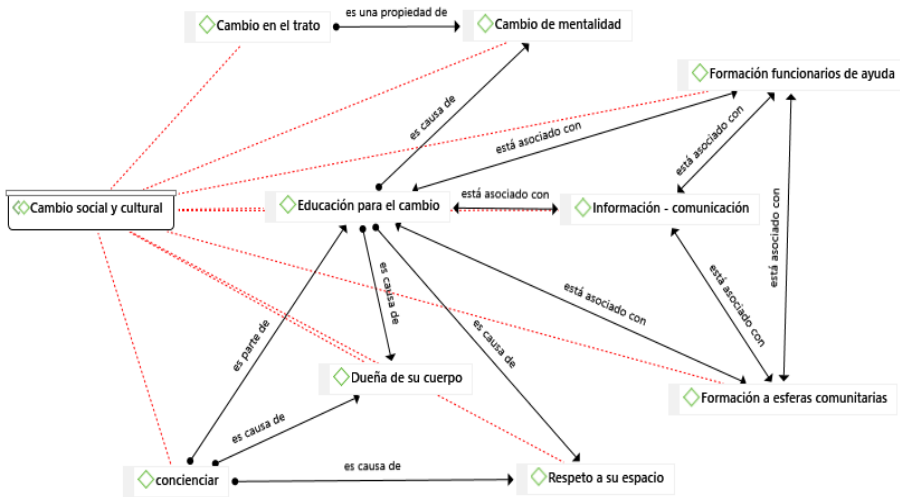 es una propiedad de
Cambio en el trato
Cambio de mentalidad
Formación funcionarios de ayuda
es causa de
está asociado con
está asociado con
Cambio social y cultural
Educación para el cambio
está asociado con
Información - comunicación
está asociado con
es causa de
está asociado con
está asociado con
es parte de
es causa de
Dueña de su cuerpo
Formación a esferas comunitarias
es causa de
concienciar
es causa de
Respeto a su espacio